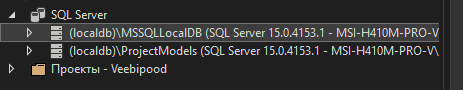 SQL Server
(localdb)\MSSQLLocalDB (SQL Server 15.0.4153.1 - MSI-H410M-PRO-V
(localdb)\ProjectModels (SQL Server 15.0.4153.1 - MSI-H410M-PRO-V\
Проекты - Veebipood